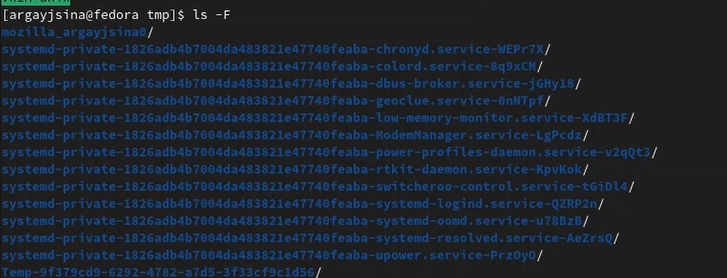 [argayjsina@fedora tmp]$ ls -F
mozilla_argayjsina0/
systemd-private-1826adb4b7004da483821e47740feaba-chronyd.service-WEPr7X/
systemd-private-1826adb4b7004da483821e47740feaba-colord.service-8q9xCM/
systemd-private-1826adb4b7004da483821e47740feaba-dbus-broker.service-jGHy18/
systemd-private-1826adb4b7004da483821e47740feaba-geoclue.service-0nNTpf/
systemd-private-1826adb4b7004da483821e47740feaba-low-memory-monitor.service-XdBT3F/
systemd-private-1826adb4b7004da483821e47740feaba-ModemManager.service-LgPcdz/
systemd-private-1826adb4b7004da483821e47740feaba-power-profiles-daemon.service-v2qQt3/
systemd-private-1826adb4b7004da483821e47740feaba-rtkit-daemon.service-KpvKok/
systemd-private-1826adb4b7004da483821e47740feaba-switcheroo-control.service-tGiDl4/
systemd-private-1826adb4b7004da483821e47740feaba-systemd-logind.service-QZRP2n/
systemd-private-1826adb4b7004da483821e47740feaba-systemd-oomd.service-u78BzB/
systemd-private-1826adb4b7004da483821e47740feaba-systemd-resolved.service-AeZrsQ/
systemd-private-1826adb4b7004da483821e47740feaba-upower.service-PrzOyO/
Temp-9f379cd9-6292-4782-a7d5-3f33cf9c1d56/